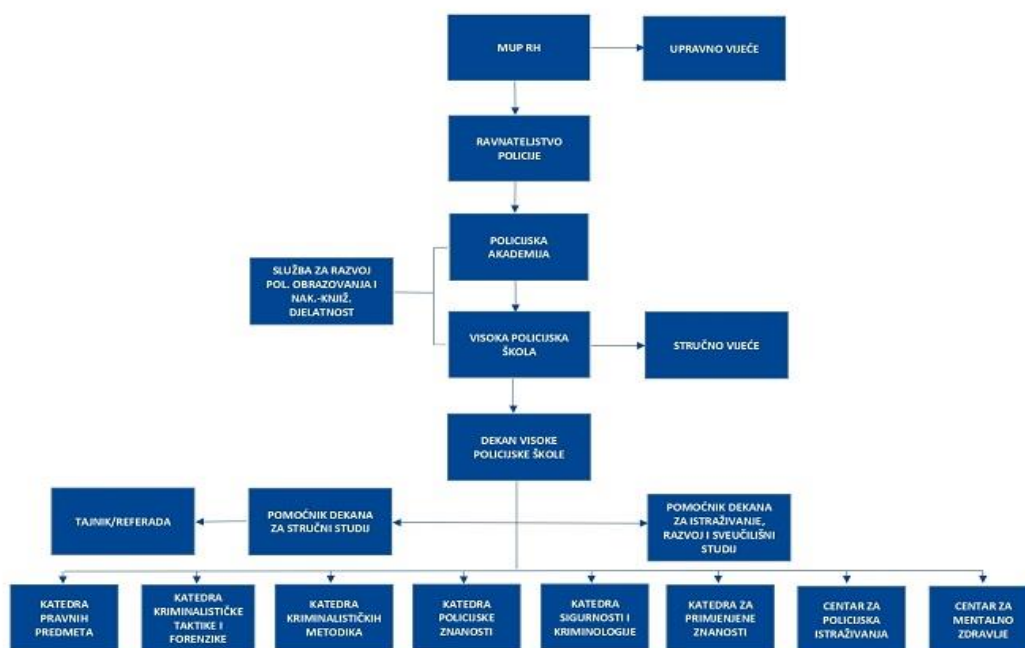 MUP RH
UPRAVNO VIJEĆE
RAVNATELJSTVO
POLICIJE
POLICIJSKA
AKADEMIJA
SLUŽBA ZA RAZVOJ
POL. OBRAZOVANJA I
NAK.-KNJIŽ.
DJELATNOST
VISOKA POLICIJSKA
ŠKOLA
STRUČNO VIJEĆE
DEKAN VISOKE
POLICIJSKE ŠKOLE
TAJNIK/REFERADA
POMOĆNIK DEKANA
ZA STRUČNI STUDIJ
POMOĆNIK DEKANA
ZA ISTRAŽIVANJE,
RAZVOJ I SVEUČILIŠNI
STUDIJ
KATEDRA
PRAVNIH
PREDMETA
KATEDRA
KRIMINALISTIČKE
TAKTIKE I
FORENZIKE
KATEDRA
KRIMINALISTIČKIH
METODIKA
KATEDRA
POLICIJSKE
ZNANOSTI
KATEDRA
SIGURNOSTI I
KRIMINOLOGIJE
KATEDRA ZA
PRIMJENJENE
ZNANOSTI
CENTAR ZA
POLICIJSKA
ISTRAŽIVANJA
CENTAR ZA
MENTALNO
ZDRAVLJE